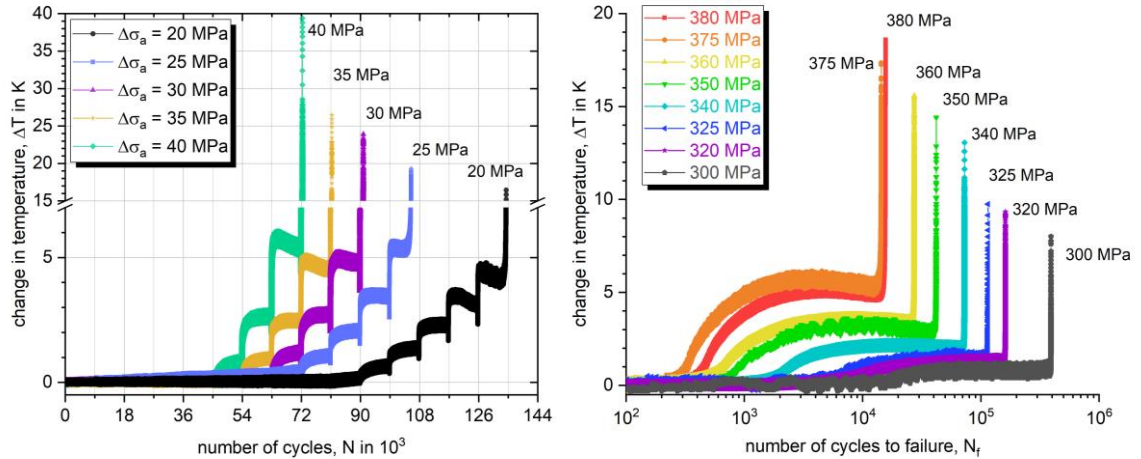 change in temperature, ΔT in K
40
35
30
25
20
15
5
0
Δσa = 20 MPa
Δσa = 25 MPa
Δσa = 30 MPa
Δσa = 35 MPa
Δσa = 40 MPa
40 MPa
35 MPa
30 MPa
25 MPa
20 MPa
0 18 36 54 72 90 108 126 144
number of cycles, N in 10³
change in temperature, ΔT in K
20
15
10
5
0
380 MPa
375 MPa
360 MPa
350 MPa
340 MPa
325 MPa
320 MPa
300 MPa
380 MPa
375 MPa
360 MPa
350 MPa
340 MPa
325 MPa
320 MPa
300 MPa
10² 10³ 10⁴ 10⁵ 10⁶
number of cycles to failure, Nf